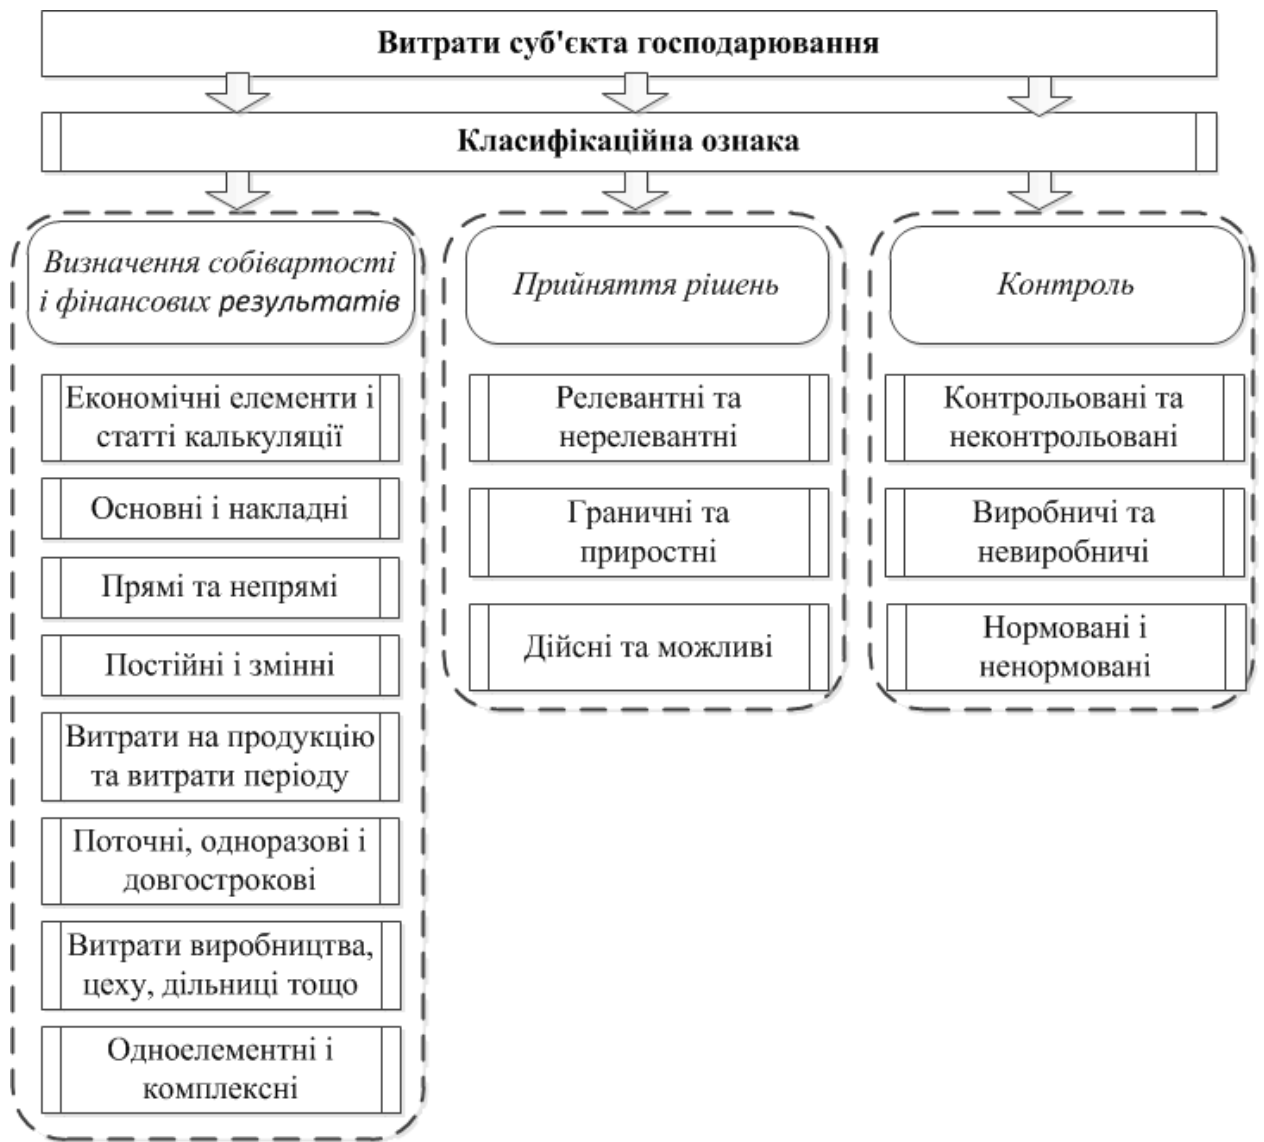 Витрати суб'єкта господарювання
Класифікаційна ознака
Визначення собівартості
і фінансових результатів
Економічні елементи і
статті калькуляції
Основні і накладні
Прямі та непрямі
Постійні і змінні
Витрати на продукцію
та витрати періоду
Поточні, одноразові і
довгострокові
Витрати виробництва,
цеху, дільниці тощо
Одноелементні і
комплексні
Прийняття рішень
Релевантні та
нерелевантні
Граничні та
приростні
Дійсні та можливі
Контроль
Контрольовані та
неконтрольовані
Виробничі та
невиробничі
Нормовані і
ненормовані